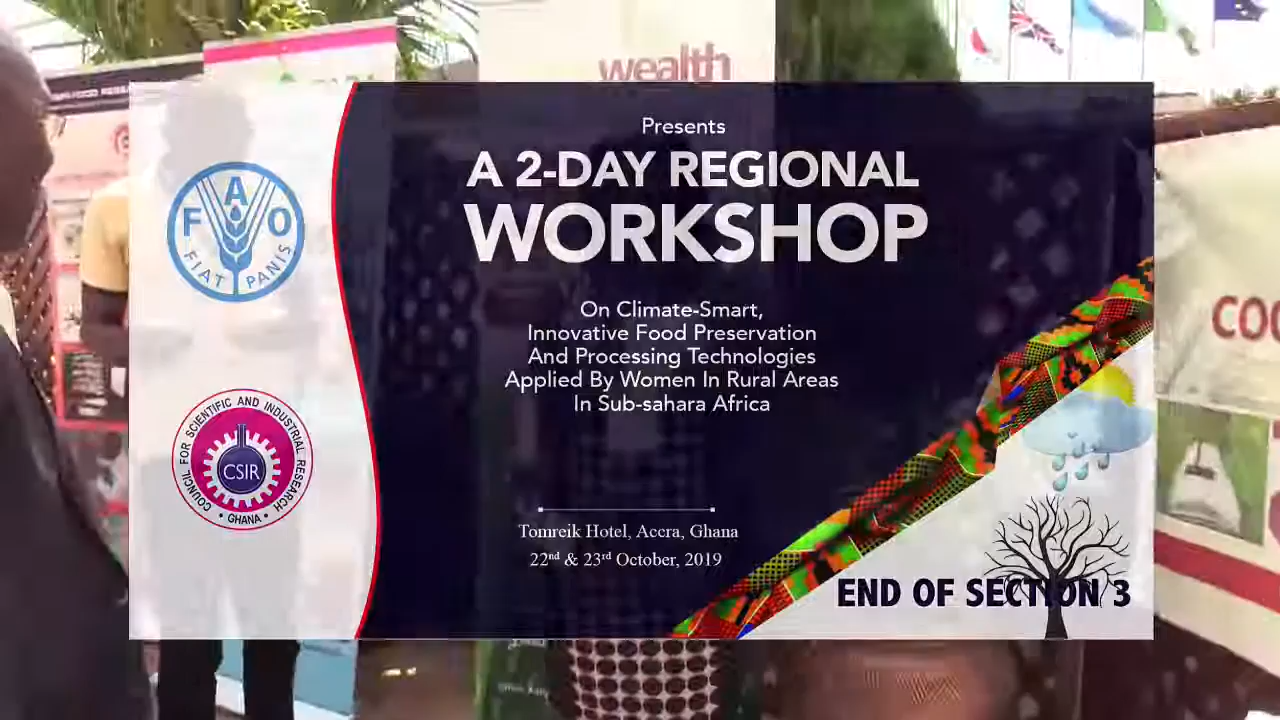 wealth
Presents
A 2-DAY REGIONAL
WORKSHOP
On Climate-Smart,
Innovative Food Preservation
And Processing Technologies
Applied By Women In Rural Areas
In Sub-sahara Africa
Tomreik Hotel, Accra, Ghana
22nd & 23rd October, 2019
END OF SECTION 3
FAO
FIAT PANIS
COUNCIL FOR SCIENTIFIC AND INDUSTRIAL RESEARCH
CSIR
• GHANA •